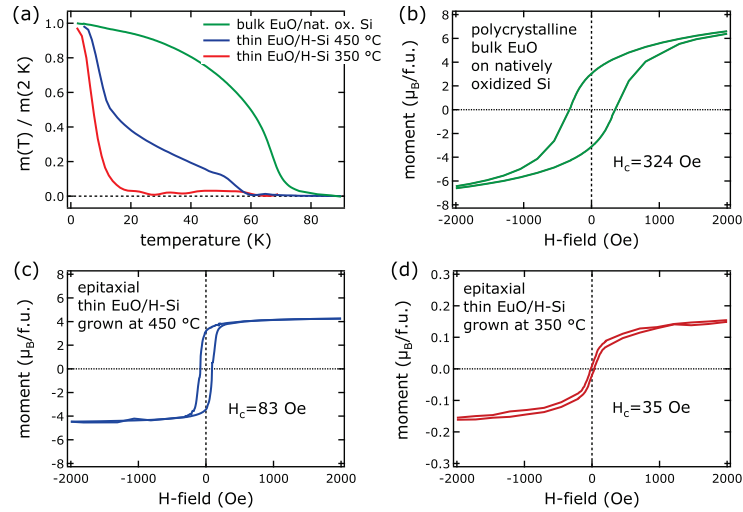 (a)
bulk EuO/nat. ox. Si
thin EuO/H-Si 450 °C
thin EuO/H-Si 350 °C
m(T) / m(2 K)
1.0
0.8
0.6
0.4
0.2
0.0
0
20
40
60
80
temperature (K)
(b)
polycrystalline
bulk EuO
on natively
oxidized Si
Hc=324 Oe
moment (μB/f.u.)
8
6
4
2
0
-2
-4
-6
-8
-2000
-1000
0
1000
2000
H-field (Oe)
(c)
epitaxial
thin EuO/H-Si
grown at 450 °C
Hc=83 Oe
moment (μB/f.u.)
8
4
0
-4
-8
-2000
-1000
0
1000
2000
H-field (Oe)
(d)
epitaxial
thin EuO/H-Si
grown at 350 °C
Hc=35 Oe
moment (μB/f.u.)
0.3
0.2
0.1
0.0
-0.1
-0.2
-0.3
-2000
-1000
0
1000
2000
H-field (Oe)